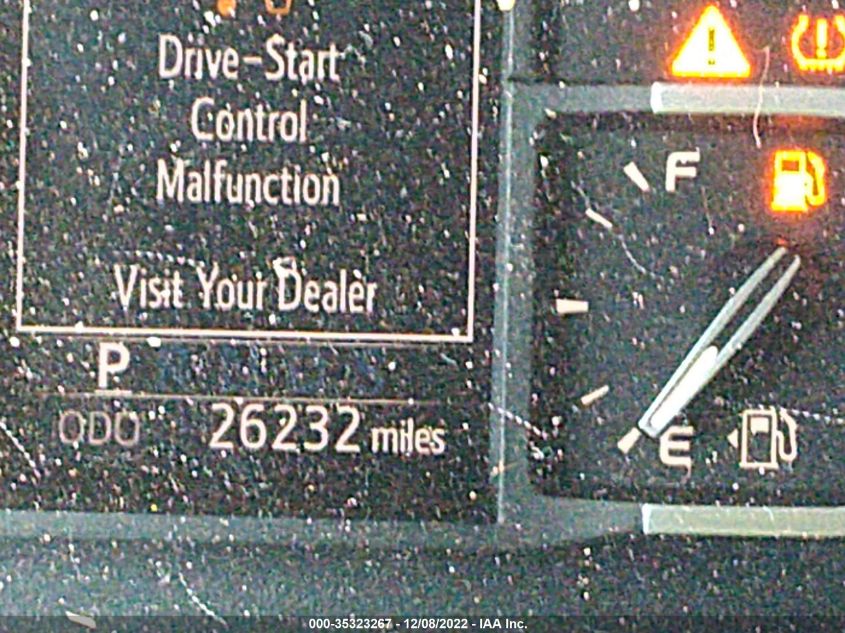 Drive-Start
Control
Malfunction
Visit Your Dealer
P
ODO 26232 miles
F
E
000-35323267 - 12/08/2022 - IAA Inc.